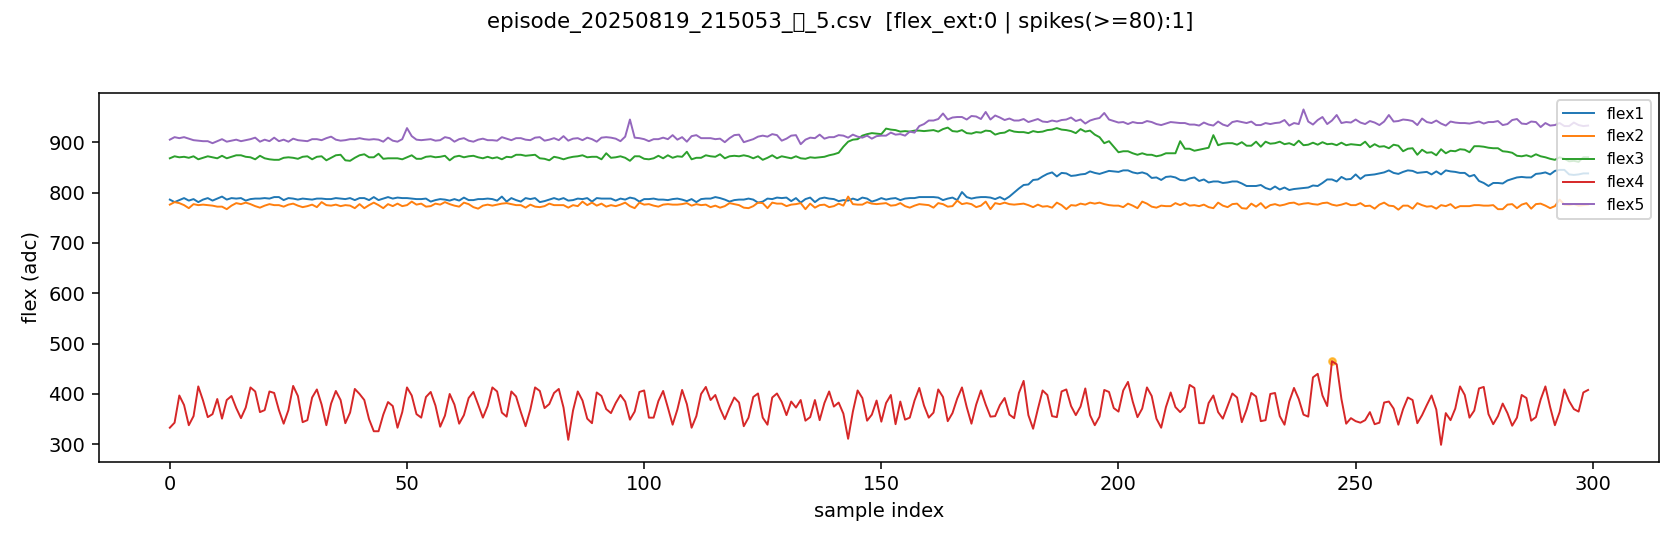 episode_20250819_215053_▯_5.csv [flex_ext:0 | spikes(>=80):1]
flex (adc)
900
800
700
600
500
400
300
flex1
flex2
flex3
flex4
flex5
0
50
100
150
200
250
300
sample index